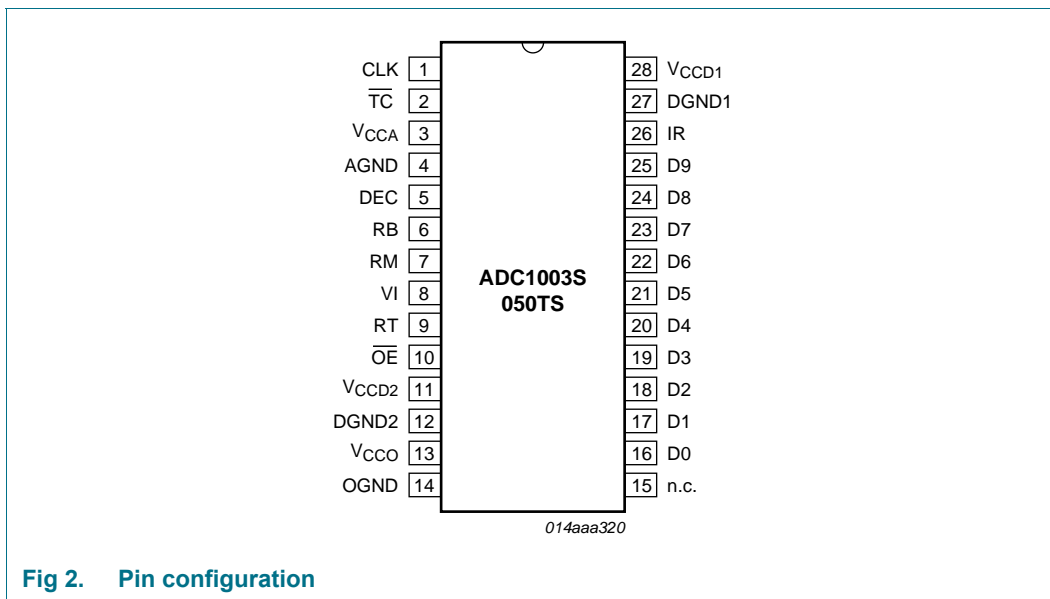 CLK 1 28 VCCD1
T̅C̅ 2 27 DGND1
VCCA 3 26 IR
AGND 4 25 D9
DEC 5 24 D8
RB 6 23 D7
RM 7 22 D6
ADC1003S
050TS
VI 8 21 D5
RT 9 20 D4
O̅E̅ 10 19 D3
VCCD2 11 18 D2
DGND2 12 17 D1
VCCO 13 16 D0
OGND 14 15 n.c.
014aaa320
Fig 2. Pin configuration